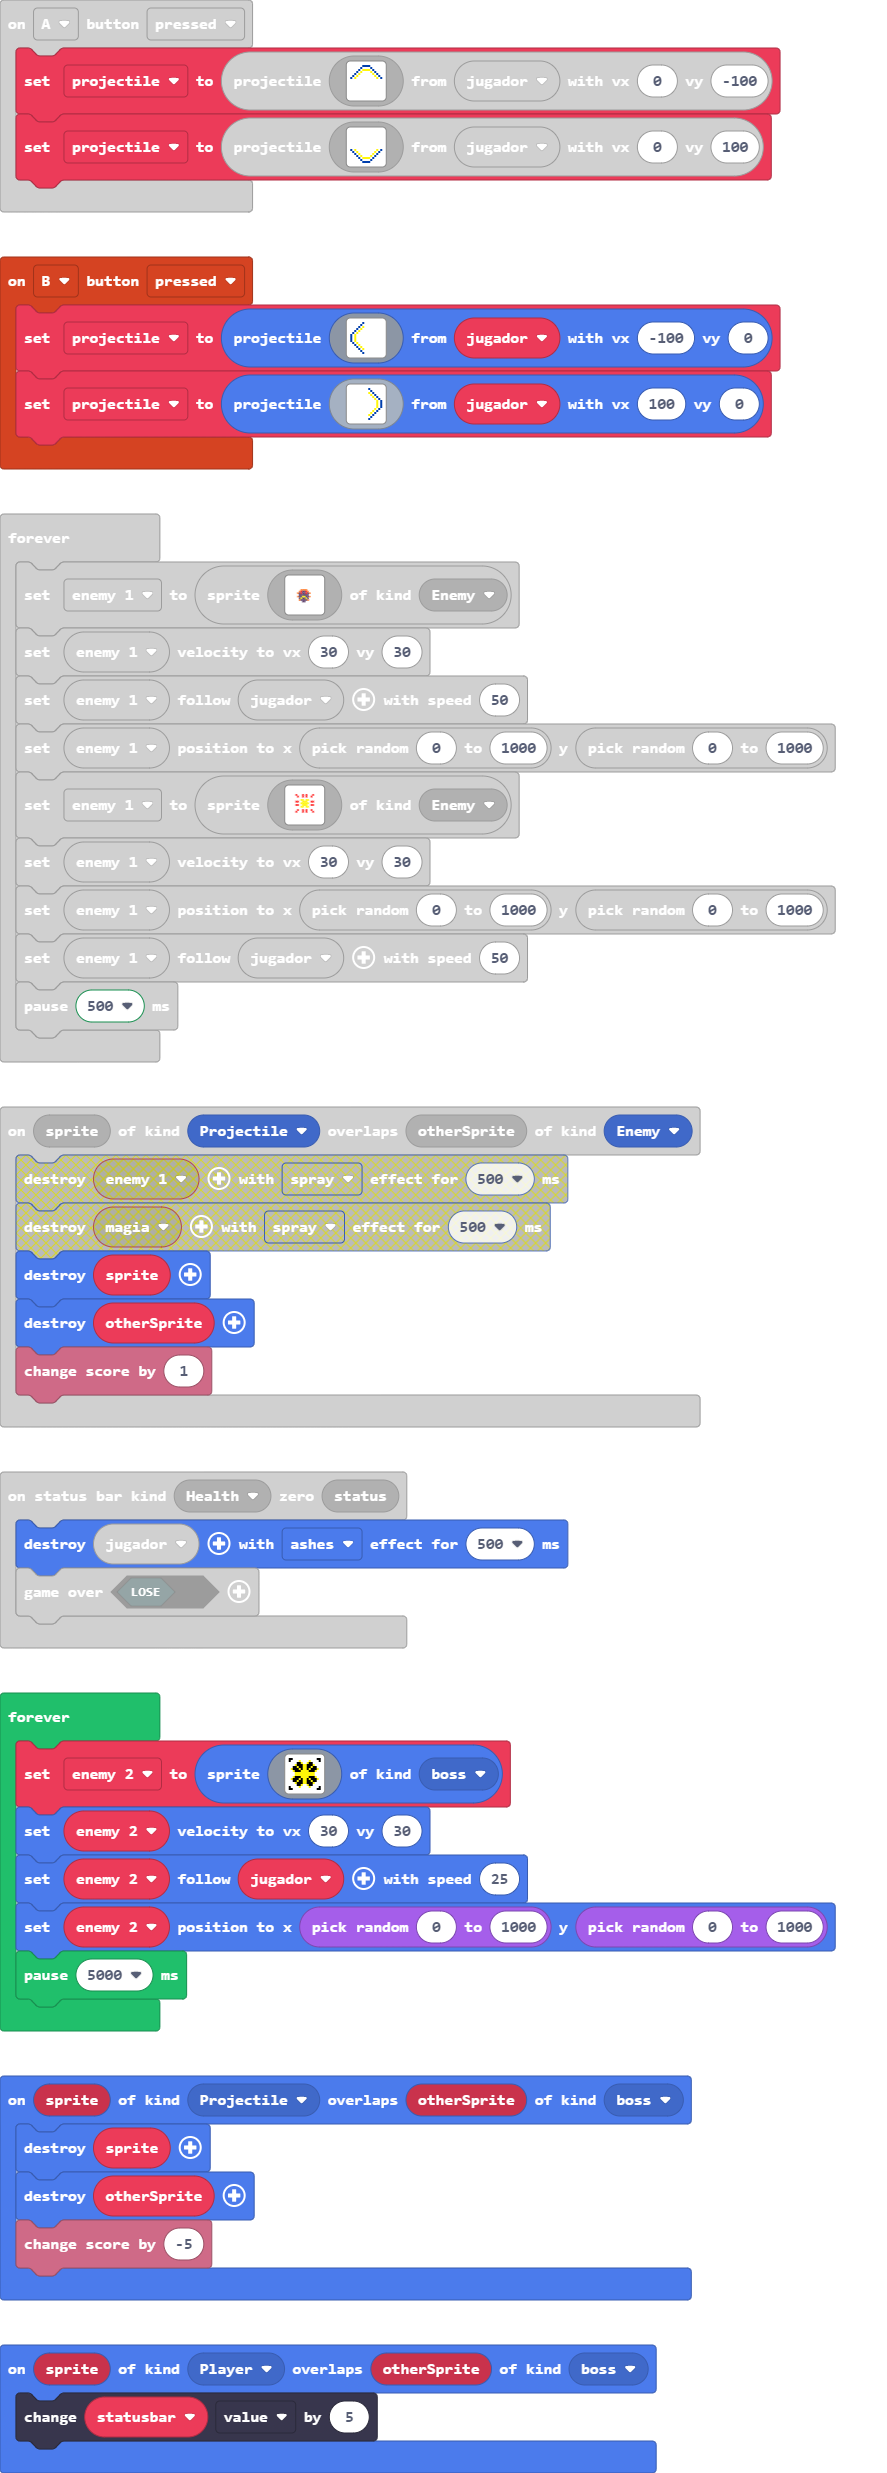 on A button pressed
set projectile to projectile from jugador with vx 0 vy -100
set projectile to projectile from jugador with vx 0 vy 100
on B button pressed
set projectile to projectile from jugador with vx -100 vy 0
set projectile to projectile from jugador with vx 100 vy 0
forever
set enemy 1 to sprite of kind Enemy
set enemy 1 velocity to vx 30 vy 30
set enemy 1 follow jugador with speed 50
set enemy 1 position to x pick random 0 to 1000 y pick random 0 to 1000
set enemy 1 to sprite of kind Enemy
set enemy 1 velocity to vx 30 vy 30
set enemy 1 position to x pick random 0 to 1000 y pick random 0 to 1000
set enemy 1 follow jugador with speed 50
pause 500 ms
on sprite of kind Projectile overlaps otherSprite of kind Enemy
destroy enemy 1 with spray effect for 500 ms
destroy magia with spray effect for 500 ms
destroy sprite
destroy otherSprite
change score by 1
on status bar kind Health zero status
destroy jugador with ashes effect for 500 ms
game over LOSE
forever
set enemy 2 to sprite of kind boss
set enemy 2 velocity to vx 30 vy 30
set enemy 2 follow jugador with speed 25
set enemy 2 position to x pick random 0 to 1000 y pick random 0 to 1000
pause 5000 ms
on sprite of kind Projectile overlaps otherSprite of kind boss
destroy sprite
destroy otherSprite
change score by -5
on sprite of kind Player overlaps otherSprite of kind boss
change statusbar value by 5